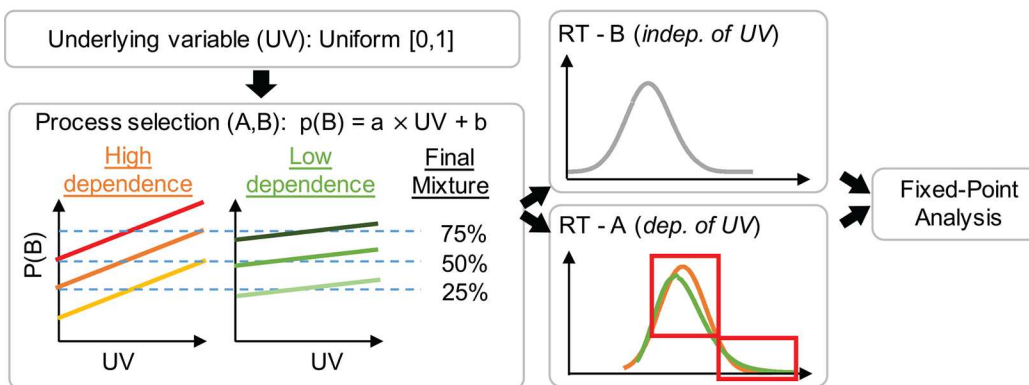 Underlying variable (UV): Uniform [0,1]
Process selection (A,B): p(B) = a × UV + b
High
dependence
Low
dependence
Final
Mixture
P(B)
75%
50%
25%
UV
UV
RT - B (indep. of UV)
RT - A (dep. of UV)
Fixed-Point
Analysis